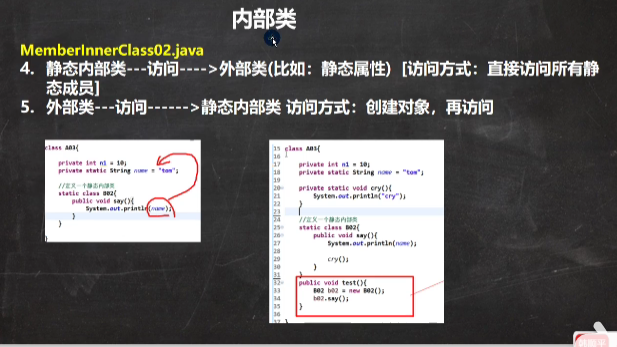 内部类
MemberInnerClass02.java
4. 静态内部类---访问---->外部类(比如：静态属性) [访问方式：直接访问所有静
态成员]
5. 外部类---访问------>静态内部类 访问方式：创建对象，再访问
class A03{
private int n1 = 10;
private static String name = "tom";
//定义一个静态内部类
static class B02{
public void say(){
System.out.println(name);
}
}
}
15 class A03{
16
17 private int n1 = 10;
18 private static String name = "tom";
19
20 private static void cry(){
21 System.out.println("cry");
22 }
23
24 //定义一个静态内部类
25 static class B02{
26 public void say(){
27 System.out.println(name);
28
29 cry();
30 }
31 }
32 public void test(){
33 B02 b02 = new B02();
34 b02.say();
35 }
36
37 }